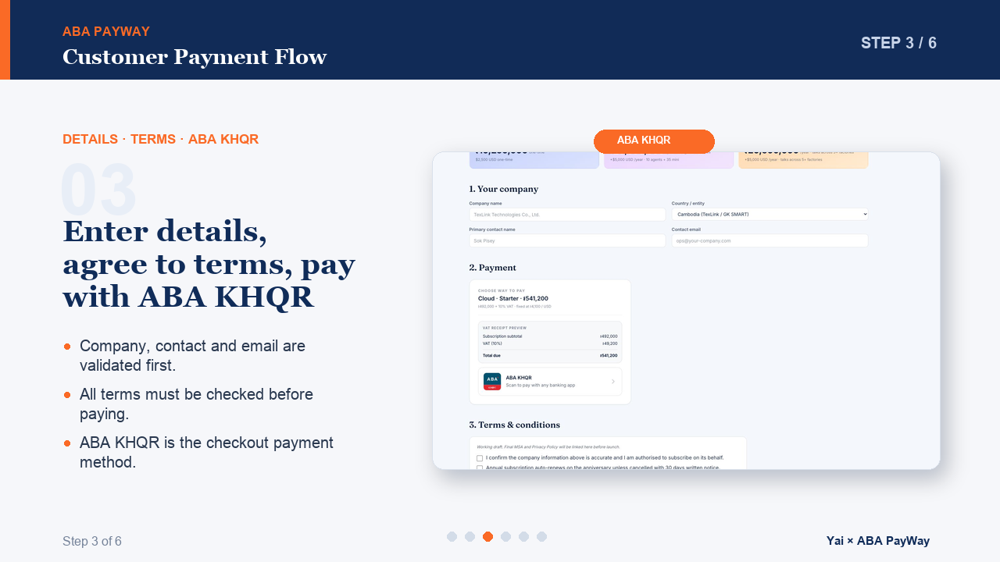 ABA PAYWAY
Customer Payment Flow
STEP 3 / 6
DETAILS · TERMS · ABA KHQR
03
Enter details,
agree to terms, pay
with ABA KHQR
Company, contact and email are
validated first.
All terms must be checked before
paying.
ABA KHQR is the checkout payment
method.
ABA KHQR
$2,500 USD one-time
+$5,000 USD /year · 10 agents × 35 min
+$5,000 USD /year · talks across 5+ factories
1. Your company
Company name
Country / entity
TexLink Technologies Co., Ltd.
Cambodia (TexLink / GK SMART)
Primary contact name
Contact email
Sok Pisey
ops@your-company.com
2. Payment
CHOOSE WAY TO PAY
Cloud · Starter · ៛541,200
៛492,000 + 10% VAT · fixed at ៛4,100 / USD
VAT RECEIPT PREVIEW
Subscription subtotal ៛492,000
VAT (10%) ៛49,200
Total due ៛541,200
ABA
ABA KHQR
Scan to pay with any banking app
3. Terms & conditions
Working draft. Final MSA and Privacy Policy will be linked here before launch.
I confirm the company information above is accurate and I am authorised to subscribe on its behalf.
Annual subscription auto-renews on the anniversary unless cancelled with 30 days written notice.
Step 3 of 6
Yai × ABA PayWay